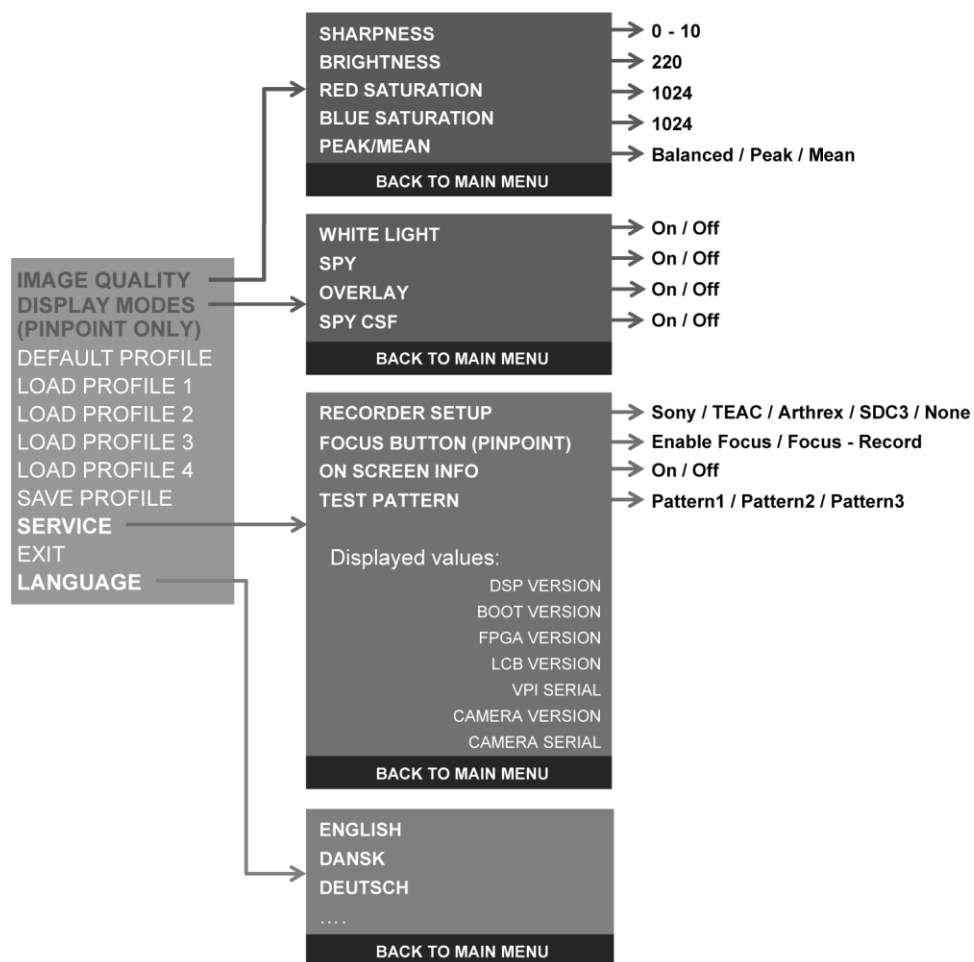 IMAGE QUALITY
DISPLAY MODES
(PINPOINT ONLY)
DEFAULT PROFILE
LOAD PROFILE 1
LOAD PROFILE 2
LOAD PROFILE 3
LOAD PROFILE 4
SAVE PROFILE
SERVICE
EXIT
LANGUAGE
SHARPNESS 0 - 10
BRIGHTNESS 220
RED SATURATION 1024
BLUE SATURATION 1024
PEAK/MEAN Balanced / Peak / Mean
BACK TO MAIN MENU
WHITE LIGHT On / Off
SPY On / Off
OVERLAY On / Off
SPY CSF On / Off
BACK TO MAIN MENU
RECORDER SETUP Sony / TEAC / Arthrex / SDC3 / None
FOCUS BUTTON (PINPOINT) Enable Focus / Focus - Record
ON SCREEN INFO On / Off
TEST PATTERN Pattern1 / Pattern2 / Pattern3
Displayed values:
DSP VERSION
BOOT VERSION
FPGA VERSION
LCB VERSION
VPI SERIAL
CAMERA VERSION
CAMERA SERIAL
BACK TO MAIN MENU
ENGLISH
DANSK
DEUTSCH
....
BACK TO MAIN MENU